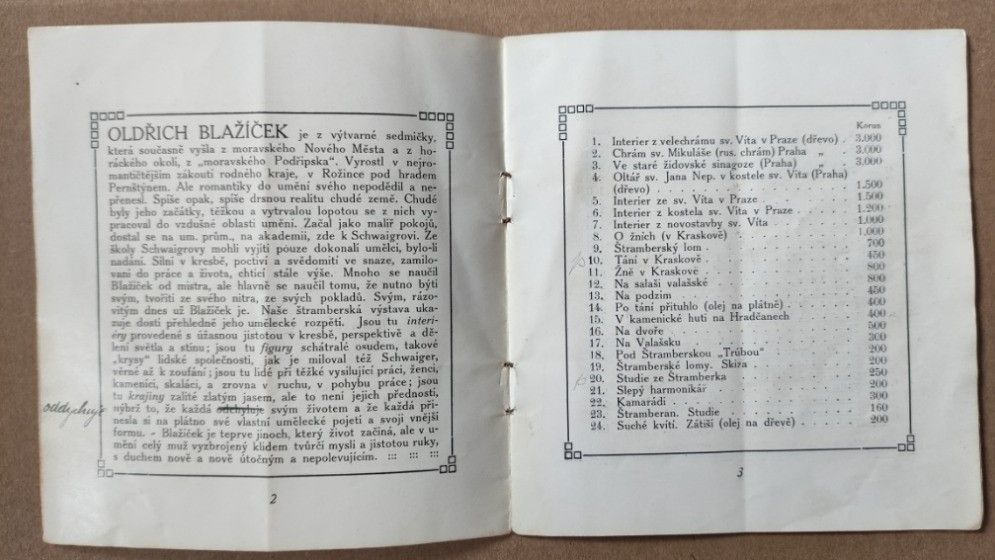 OLDŘICH BLAŽÍČEK je z výtvarné sedmičky,
která současně vyšla z moravského Nového Města a z ho-
ráckého okolí, z „moravského Podřipska". Vyrostl v nejro-
mantičtějším zákoutí rodného kraje, v Rožínce pod hradem
Pernštýnem. Ale romantiky do umění svého nepodědil a ne-
přenesl. Spíše opak, spíše drsnou realitu chudé země. Chudé
byly jeho začátky, těžkou a vytrvalou lopotou se z nich vy-
pracoval do vzdušné oblasti umění. Začal jako malíř pokojů,
dostal se na um. prům., na akademii, zde k Schwaigrovi. Ze
školy Schwaigrovy mohli vyjíti pouze dokonalí umělci, bylo-li
nadání. Silní v kresbě, poctiví a svědomití ve snaze, zamilo-
vaní do práce a života, chtící stále výše. Mnoho se naučil
Blažíček od mistra, ale hlavně se naučil tomu, že nutno býti
svým, tvořiti ze svého nitra, ze svých pokladů. Svým, rázo-
vitým dnes už Blažíček je. Naše štramberská výstava uka-
zuje dosti přehledně jeho umělecké rozpětí. Jsou tu interi-
éry provedené s úžasnou jistotou v kresbě, perspektivě a dě-
lení světla a stínu; jsou tu figury schátralé osudem, takové
„krysy" lidské společnosti, jak je miloval též Schwaiger,
věrné až k zoufání; jsou tu lidé při těžké vysilující práci, ženci,
kameníci, skaláci, a zrovna v ruchu, v pohybu práce; jsou
tu krajiny zalité zlatým jasem, ale to není jejich předností,
nýbrž to, že každá odchyluje svým životem a že každá při-
oddychuje
nesla si na plátno své vlastní umělecké pojetí a svoji vnější
formu. - Blažíček je teprve jinoch, který život začíná, ale v u-
mění celý muž vyzbrojený klidem tvůrčí mysli a jistotou ruky,
s duchem nově a nově útočným a nepolevujícím. ::: ::: :::
2
Korun
1. Interier z velechrámu sv. Víta v Praze (dřevo) . 3.000
2. Chrám sv. Mikuláše (rus. chrám) Praha „ . 3.000
3. Ve staré židovské sinagoze (Praha) „ . 3.000
4. Oltář sv. Jana Nep. v kostele sv. Víta (Praha)
(dřevo) . . . . . . . . . 1.500
5. Interier ze sv. Víta v Praze . . . . . 1.500
6. Interier z kostela sv. Víta v Praze . . . . 1.200
7. Interier z novostavby sv. Víta . . . . . 1.000
8. O žních (v Kraskově) . . . . . . . 1.000
9. Štramberský lom . . . . . . . . 700
10. Tání v Kraskově . . . . . . . . 450
11. Žně v Kraskově . . . . . . . . 800
12. Na salaši valašské . . . . . . . . 800
13. Na podzim . . . . . . . . . 450
14. Po tání přituhlo (olej na plátně) . . . . . 400
15. V kamenické huti na Hradčanech . . . . 400
16. Na dvoře . . . . . . . . . 500
17. Na Valašsku . . . . . . . . . 300
18. Pod Štramberskou „Trúbou" . . . . . . 200
19. Štramberské lomy. Skizza . . . . . . 200
20. Studie ze Štramberka . . . . . . . 250
21. Slepý harmonikář . . . . . . . . 200
22. Kamarádi . . . . . . . . . 300
23. Štramberan. Studie . . . . . . . 160
24. Suché kvítí. Zátiší (olej na dřevě) . . . . . 200
3